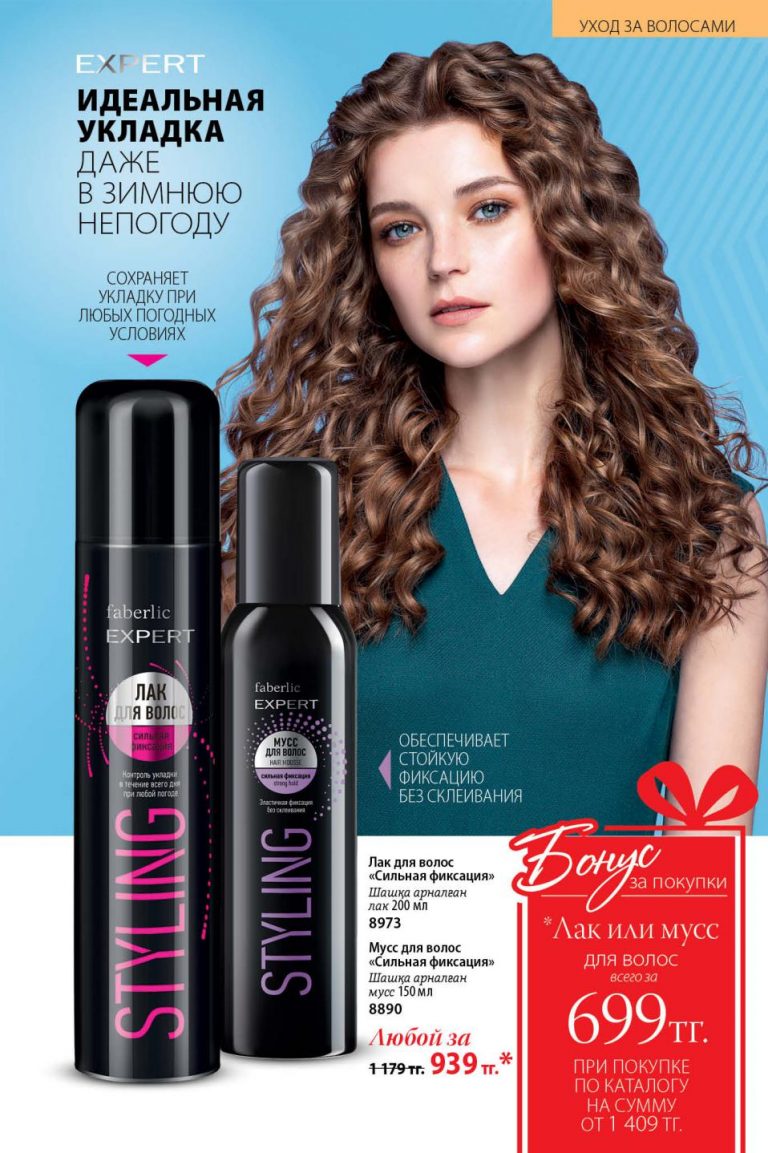 УХОД ЗА ВОЛОСАМИ
EXPERT
ИДЕАЛЬНАЯ
УКЛАДКА
ДАЖЕ
В ЗИМНЮЮ
НЕПОГОДУ
СОХРАНЯЕТ
УКЛАДКУ ПРИ
ЛЮБЫХ ПОГОДНЫХ
УСЛОВИЯХ
faberlic
EXPERT
ЛАК
ДЛЯ ВОЛОС
СИЛЬНАЯ
ФИКСАЦИЯ
Контроль укладки
в течение всего дня
при любой погоде
STYLING
faberlic
EXPERT
МУСС
ДЛЯ ВОЛОС
HAIR MOUSSE
сильная фиксация
strong hold
Эластичная фиксация
без склеивания
STYLING
ОБЕСПЕЧИВАЕТ
СТОЙКУЮ
ФИКСАЦИЮ
БЕЗ СКЛЕИВАНИЯ
Лак для волос
«Сильная фиксация»
Шашқа арналған
лак 200 мл
8973
Мусс для волос
«Сильная фиксация»
Шашқа арналған
мусс 150 мл
8890
Любой за
1 179 тг. 939 тг.*
Бонус
за покупки
*Лак или мусс
ДЛЯ ВОЛОС
всего за
699 тг.
ПРИ ПОКУПКЕ
ПО КАТАЛОГУ
НА СУММУ
ОТ 1 409 ТГ.